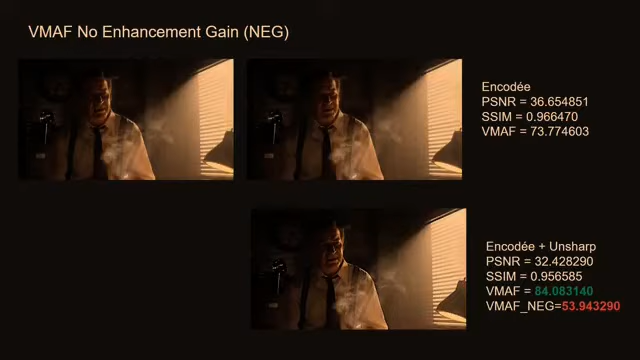 VMAF No Enhancement Gain (NEG)
Encodée
PSNR = 36.654851
SSIM = 0.966470
VMAF = 73.774603
Encodée + Unsharp
PSNR = 32.428290
SSIM = 0.956585
VMAF = 84.083140
VMAF_NEG=53.943290